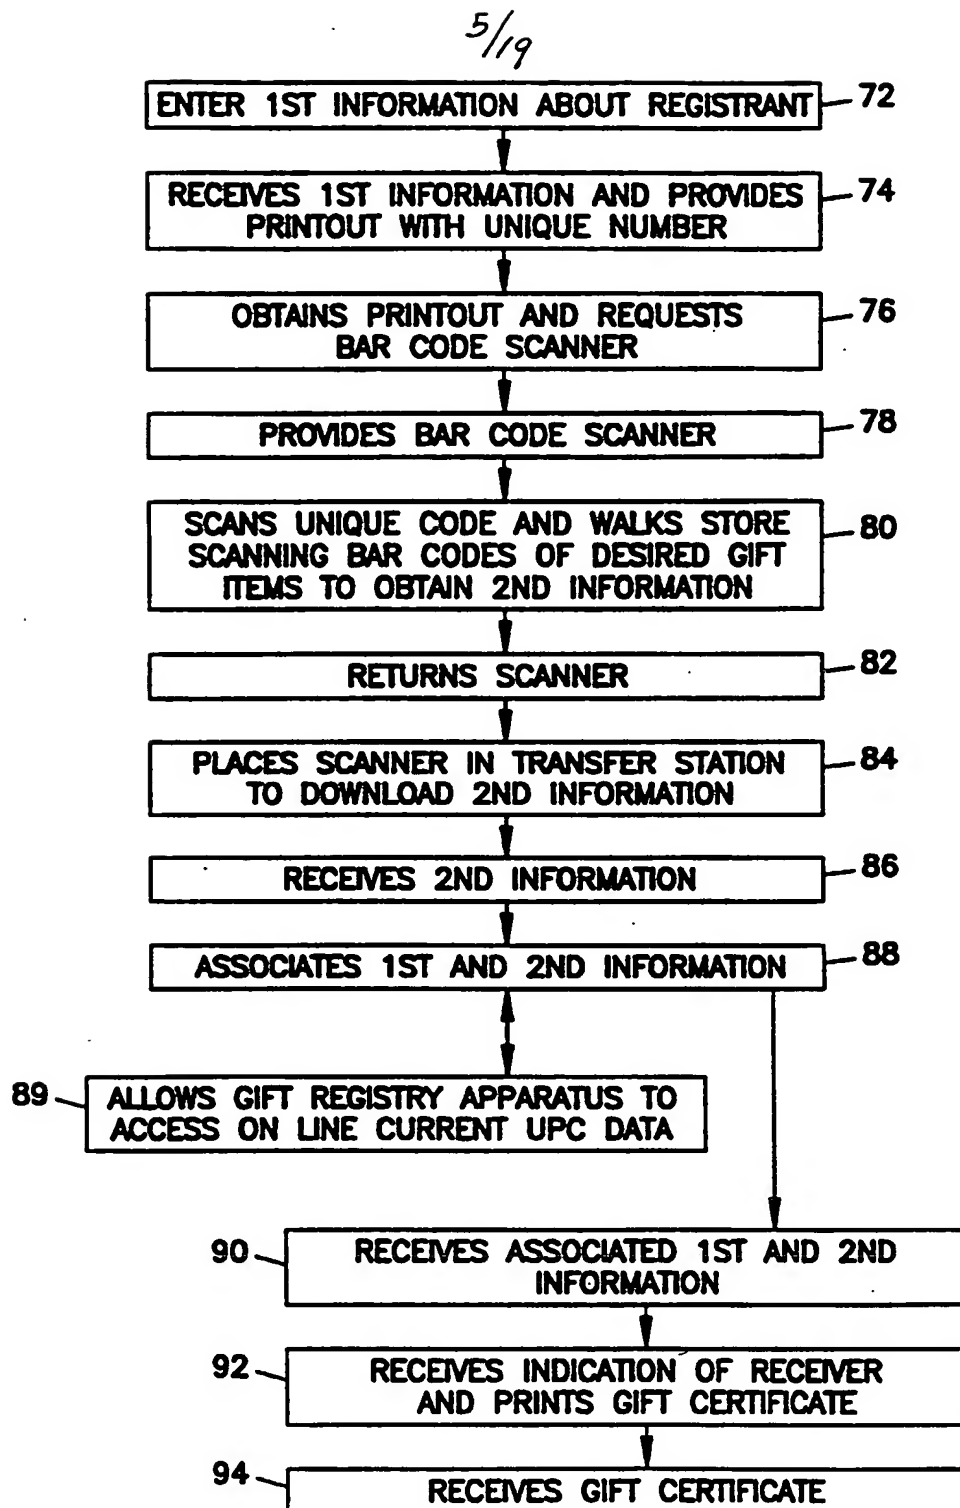 5/19
ENTER 1ST INFORMATION ABOUT REGISTRANT
72
RECEIVES 1ST INFORMATION AND PROVIDES
PRINTOUT WITH UNIQUE NUMBER
74
OBTAINS PRINTOUT AND REQUESTS
BAR CODE SCANNER
76
PROVIDES BAR CODE SCANNER
78
SCANS UNIQUE CODE AND WALKS STORE
SCANNING BAR CODES OF DESIRED GIFT
ITEMS TO OBTAIN 2ND INFORMATION
80
RETURNS SCANNER
82
PLACES SCANNER IN TRANSFER STATION
TO DOWNLOAD 2ND INFORMATION
84
RECEIVES 2ND INFORMATION
86
ASSOCIATES 1ST AND 2ND INFORMATION
88
89
ALLOWS GIFT REGISTRY APPARATUS TO
ACCESS ON LINE CURRENT UPC DATA
90
RECEIVES ASSOCIATED 1ST AND 2ND
INFORMATION
92
RECEIVES INDICATION OF RECEIVER
AND PRINTS GIFT CERTIFICATE
94
RECEIVES GIFT CERTIFICATE